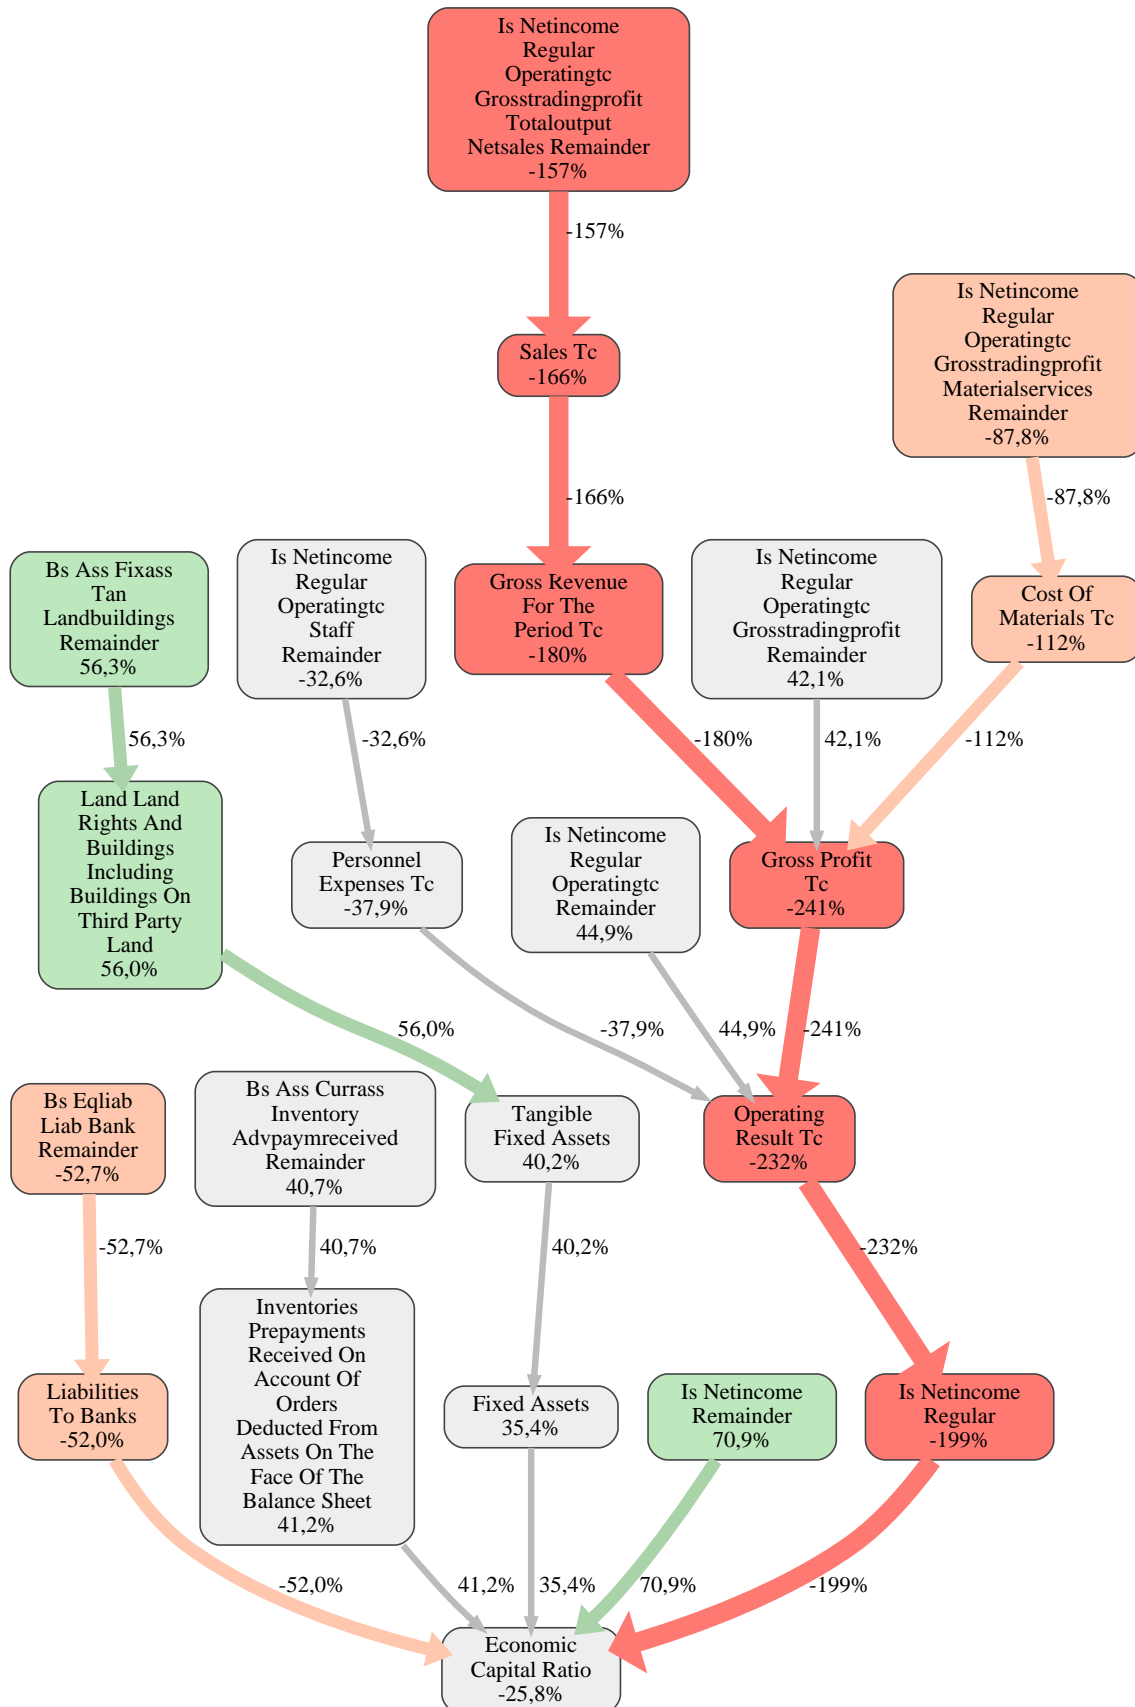 Is Netincome
Regular
Operatingtc
Grosstradingprofit
Totaloutput
Netsales Remainder
-157%
-157%
Is Netincome
Regular
Operatingtc
Grosstradingprofit
Materialservices
Remainder
-87,8%
Sales Tc
-166%
-166%
-87,8%
Bs Ass Fixass
Tan
Landbuildings
Remainder
56,3%
Is Netincome
Regular
Operatingtc
Staff
Remainder
-32,6%
Gross Revenue
For The
Period Tc
-180%
Is Netincome
Regular
Operatingtc
Grosstradingprofit
Remainder
42,1%
Cost Of
Materials Tc
-112%
56,3%
-32,6%
-180%
42,1%
-112%
Land Land
Rights And
Buildings
Including
Buildings On
Third Party
Land
56,0%
Personnel
Expenses Tc
-37,9%
Is Netincome
Regular
Operatingtc
Remainder
44,9%
Gross Profit
Tc
-241%
56,0%
-37,9%
44,9%
-241%
Bs Eqliab
Liab Bank
Remainder
-52,7%
Bs Ass Currass
Inventory
Advpaymreceived
Remainder
40,7%
Tangible
Fixed Assets
40,2%
Operating
Result Tc
-232%
-52,7%
40,7%
40,2%
-232%
Liabilities
To Banks
-52,0%
Inventories
Prepayments
Received On
Account Of
Orders
Deducted From
Assets On The
Face Of The
Balance Sheet
41,2%
Fixed Assets
35,4%
Is Netincome
Remainder
70,9%
Is Netincome
Regular
-199%
-52,0%
41,2%
35,4%
70,9%
-199%
Economic
Capital Ratio
-25,8%